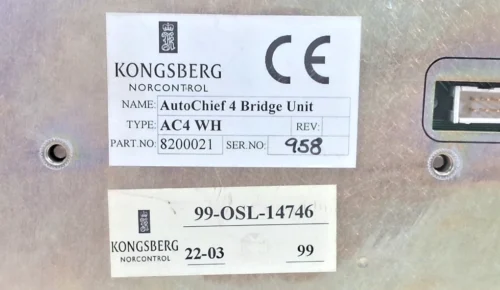 KONGSBERG
NORCONTROL
CE
NAME: AutoChief 4 Bridge Unit
TYPE: AC4 WH REV:
PART.NO: 8200021 SER.NO: 958
99-OSL-14746
KONGSBERG
NORCONTROL
22-03 99